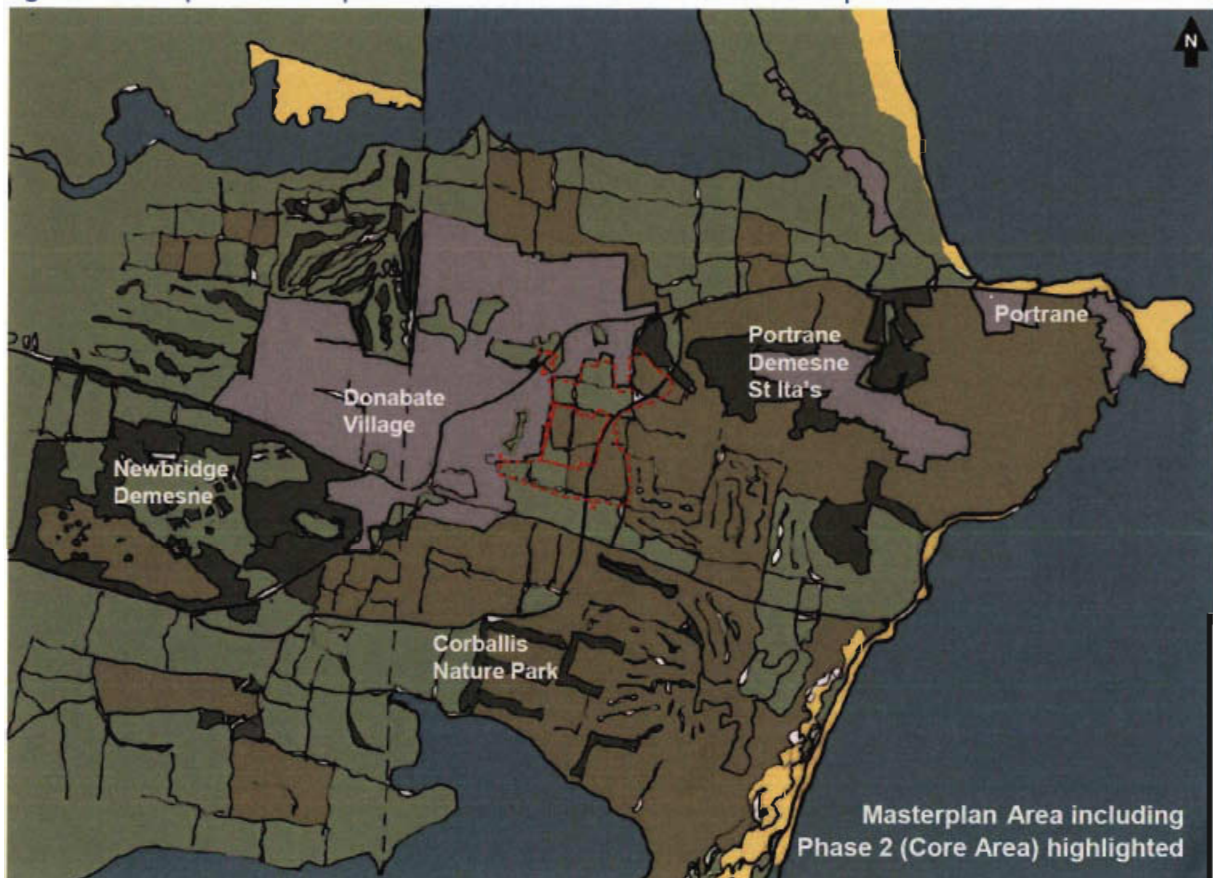 N
Portrane
Portrane
Demesne
St Ita's
Donabate
Village
Newbridge
Demesne
Corballis
Nature Park
Masterplan Area including
Phase 2 (Core Area) highlighted